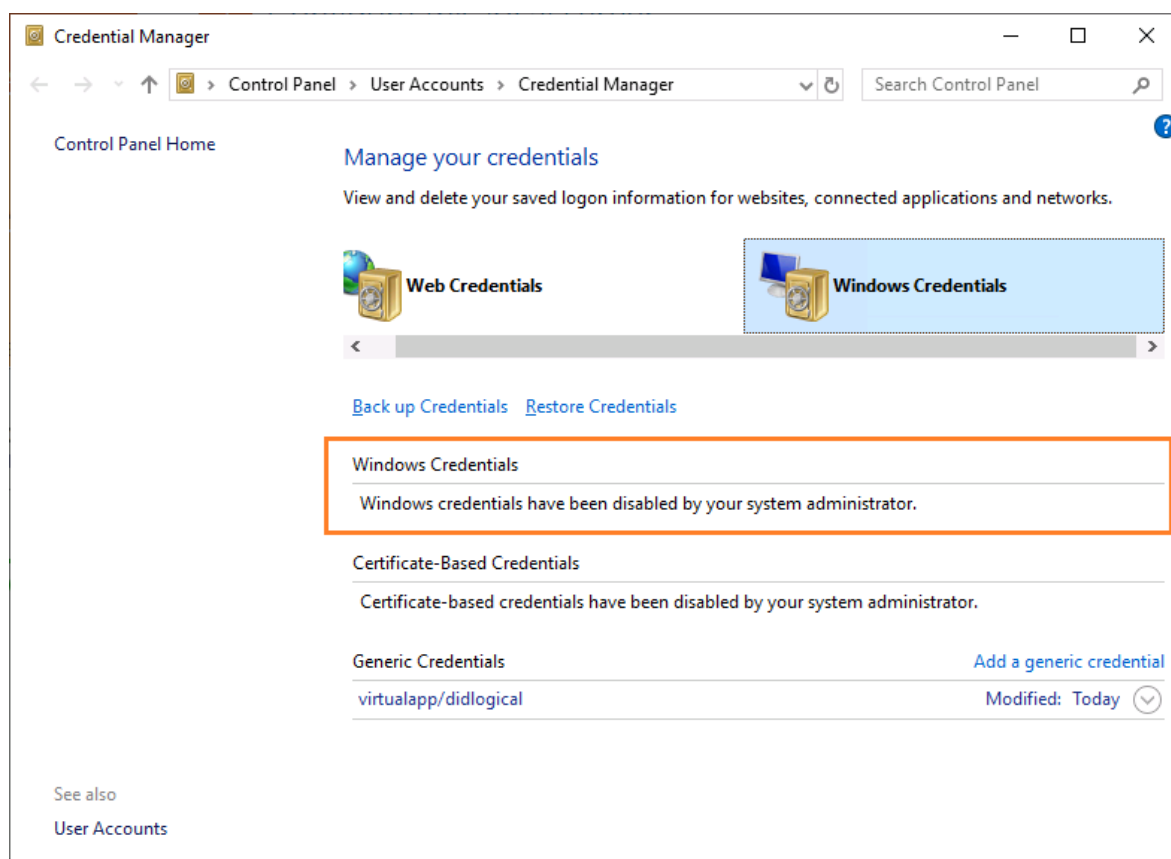 Credential Manager
Control Panel > User Accounts > Credential Manager
Search Control Panel
Control Panel Home
Manage your credentials
View and delete your saved logon information for websites, connected applications and networks.
Web Credentials
Windows Credentials
Back up Credentials Restore Credentials
Windows Credentials
Windows credentials have been disabled by your system administrator.
Certificate-Based Credentials
Certificate-based credentials have been disabled by your system administrator.
Generic Credentials Add a generic credential
virtualapp/didlogical Modified: Today
See also
User Accounts